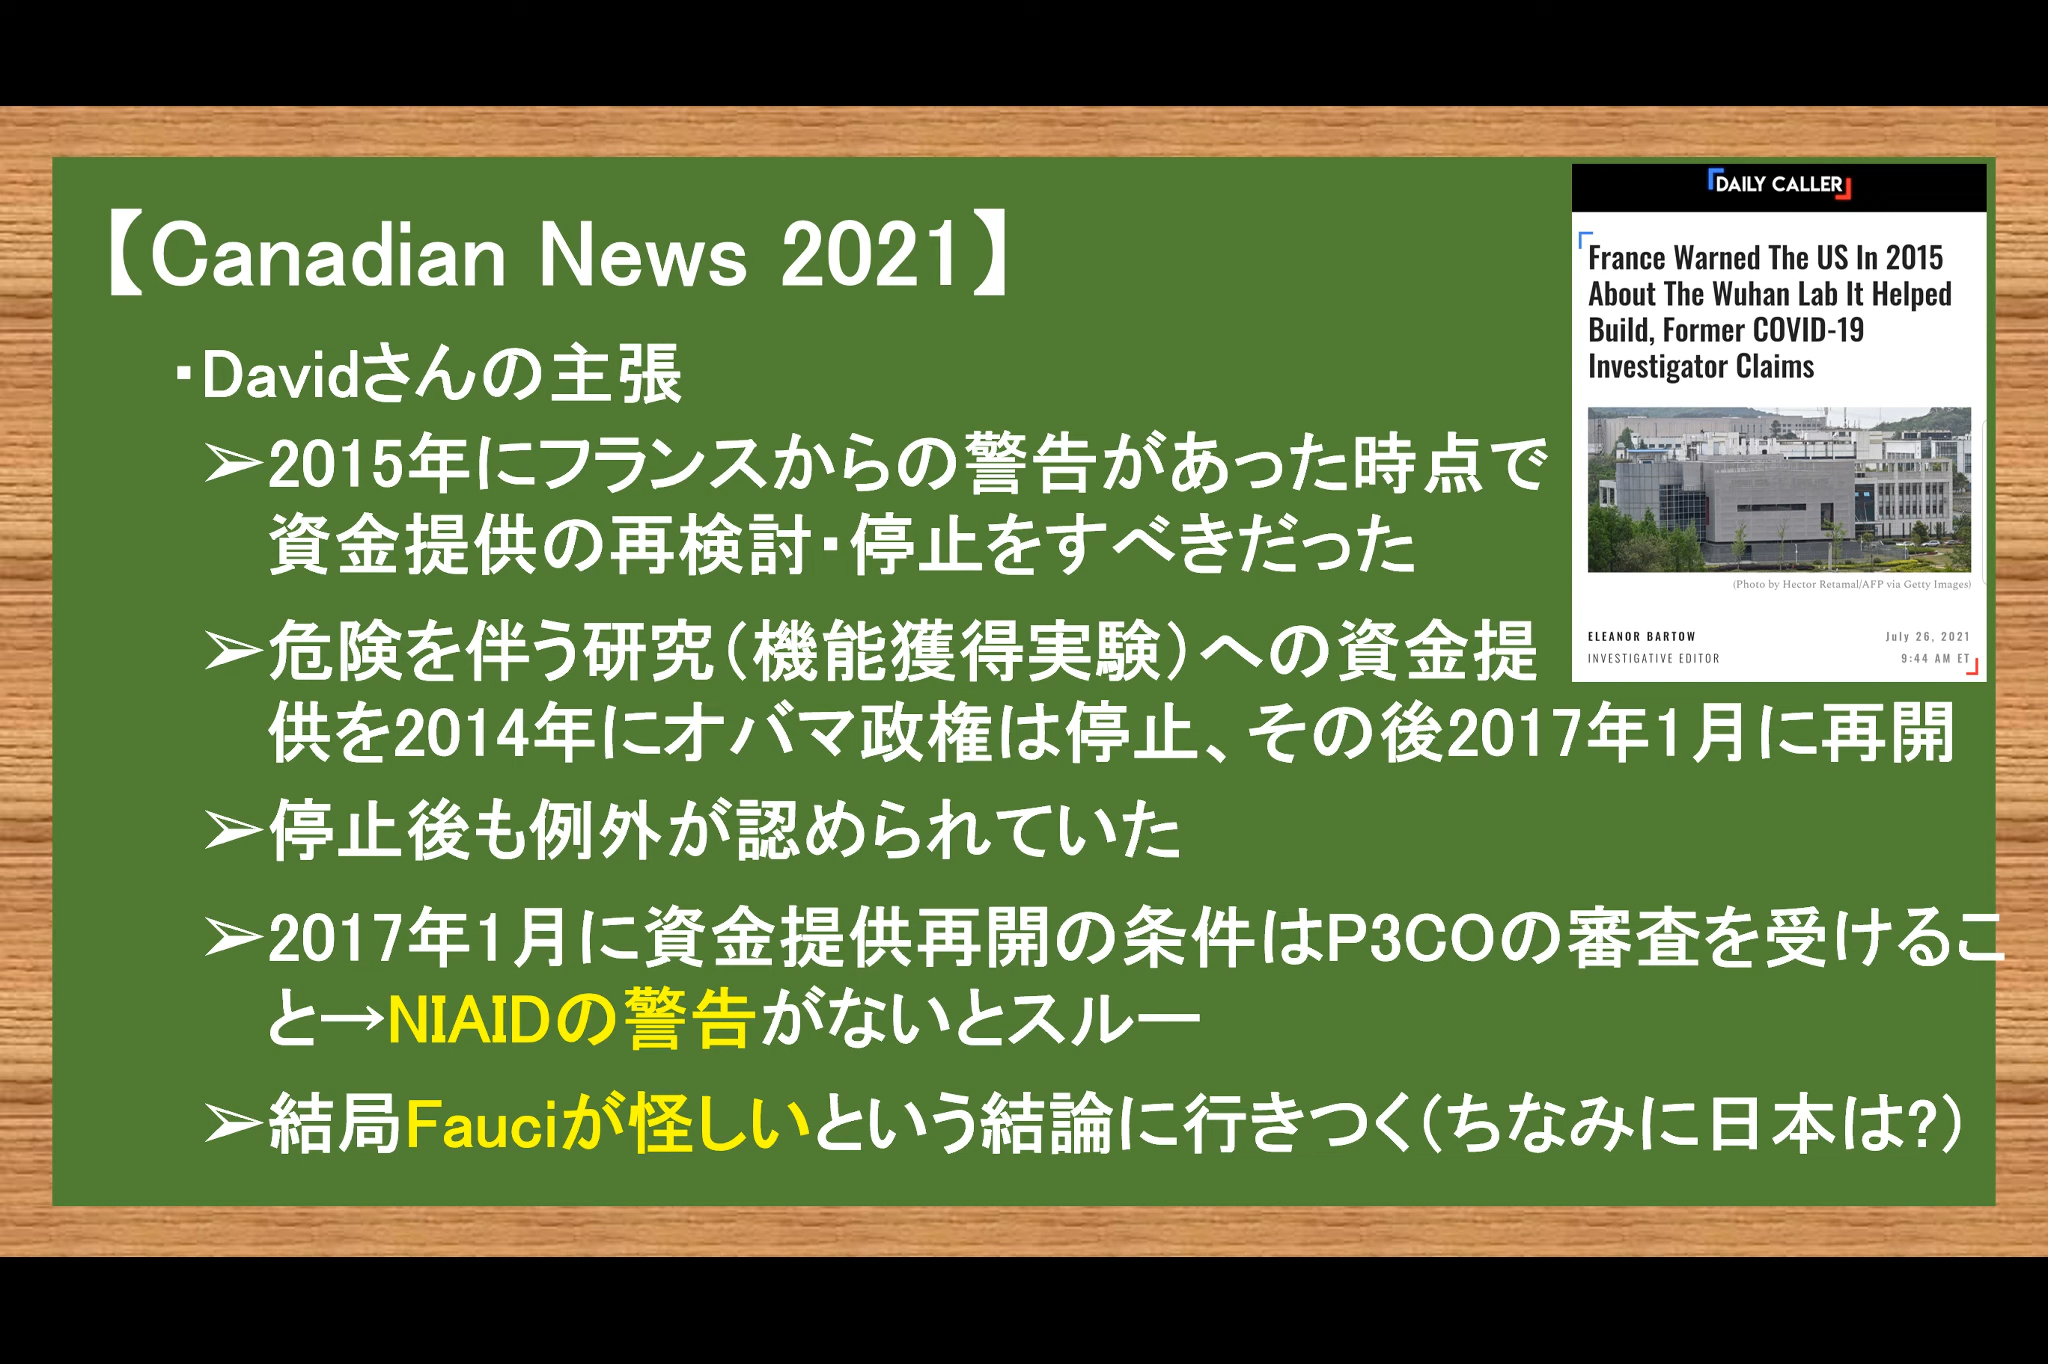 【Canadian News 2021】
・Davidさんの主張
➢2015年にフランスからの警告があった時点で
資金提供の再検討・停止をすべきだった
➢危険を伴う研究（機能獲得実験）への資金提
供を2014年にオバマ政権は停止、その後2017年1月に再開
➢停止後も例外が認められていた
➢2017年1月に資金提供再開の条件はP3COの審査を受けるこ
と→NIAIDの警告がないとスルー
➢結局Fauciが怪しいという結論に行きつく（ちなみに日本は？）
DAILY CALLER
France Warned The US In 2015
About The Wuhan Lab It Helped
Build, Former COVID-19
Investigator Claims
(Photo by Hector Retamal/AFP via Getty Images)
ELEANOR BARTOW
INVESTIGATIVE EDITOR
July 26, 2021
9:44 AM ET